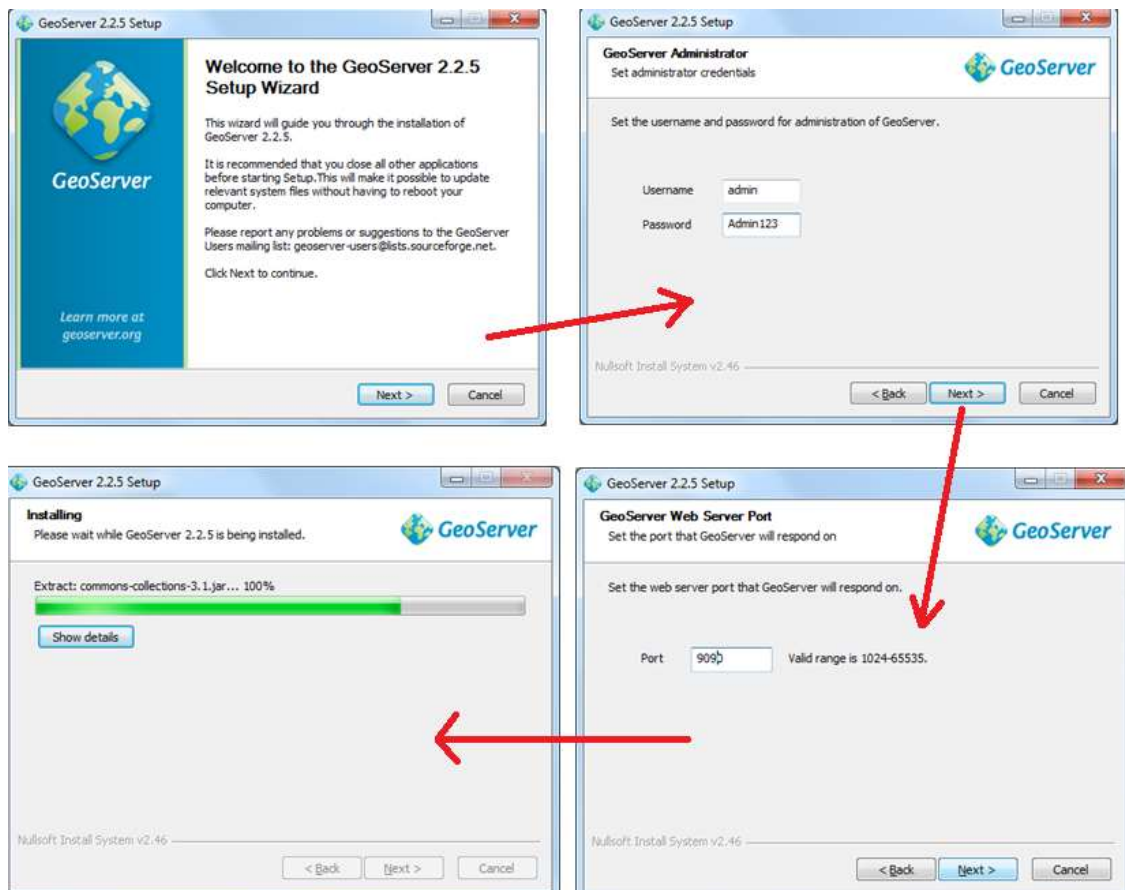 GeoServer 2.2.5 Setup
GeoServer
Learn more at
geoserver.org
Welcome to the GeoServer 2.2.5
Setup Wizard
This wizard will guide you through the installation of
GeoServer 2.2.5.
It is recommended that you close all other applications
before starting Setup.This will make it possible to update
relevant system files without having to reboot your
computer.
Please report any problems or suggestions to the GeoServer
Users mailing list: geoserver-users@lists.sourceforge.net.
Click Next to continue.
Next >
Cancel
GeoServer 2.2.5 Setup
GeoServer Administrator
Set administrator credentials
GeoServer
Set the username and password for administration of GeoServer.
Username admin
Password Admin123
Nullsoft Install System v2.46
< Back
Next >
Cancel
GeoServer 2.2.5 Setup
GeoServer Web Server Port
Set the port that GeoServer will respond on
GeoServer
Set the web server port that GeoServer will respond on.
Port 9090 Valid range is 1024-65535.
Nullsoft Install System v2.46
< Back
Next >
Cancel
GeoServer 2.2.5 Setup
Installing
Please wait while GeoServer 2.2.5 is being installed.
GeoServer
Extract: commons-collections-3.1.jar... 100%
Show details
Nullsoft Install System v2.46
< Back
Next >
Cancel